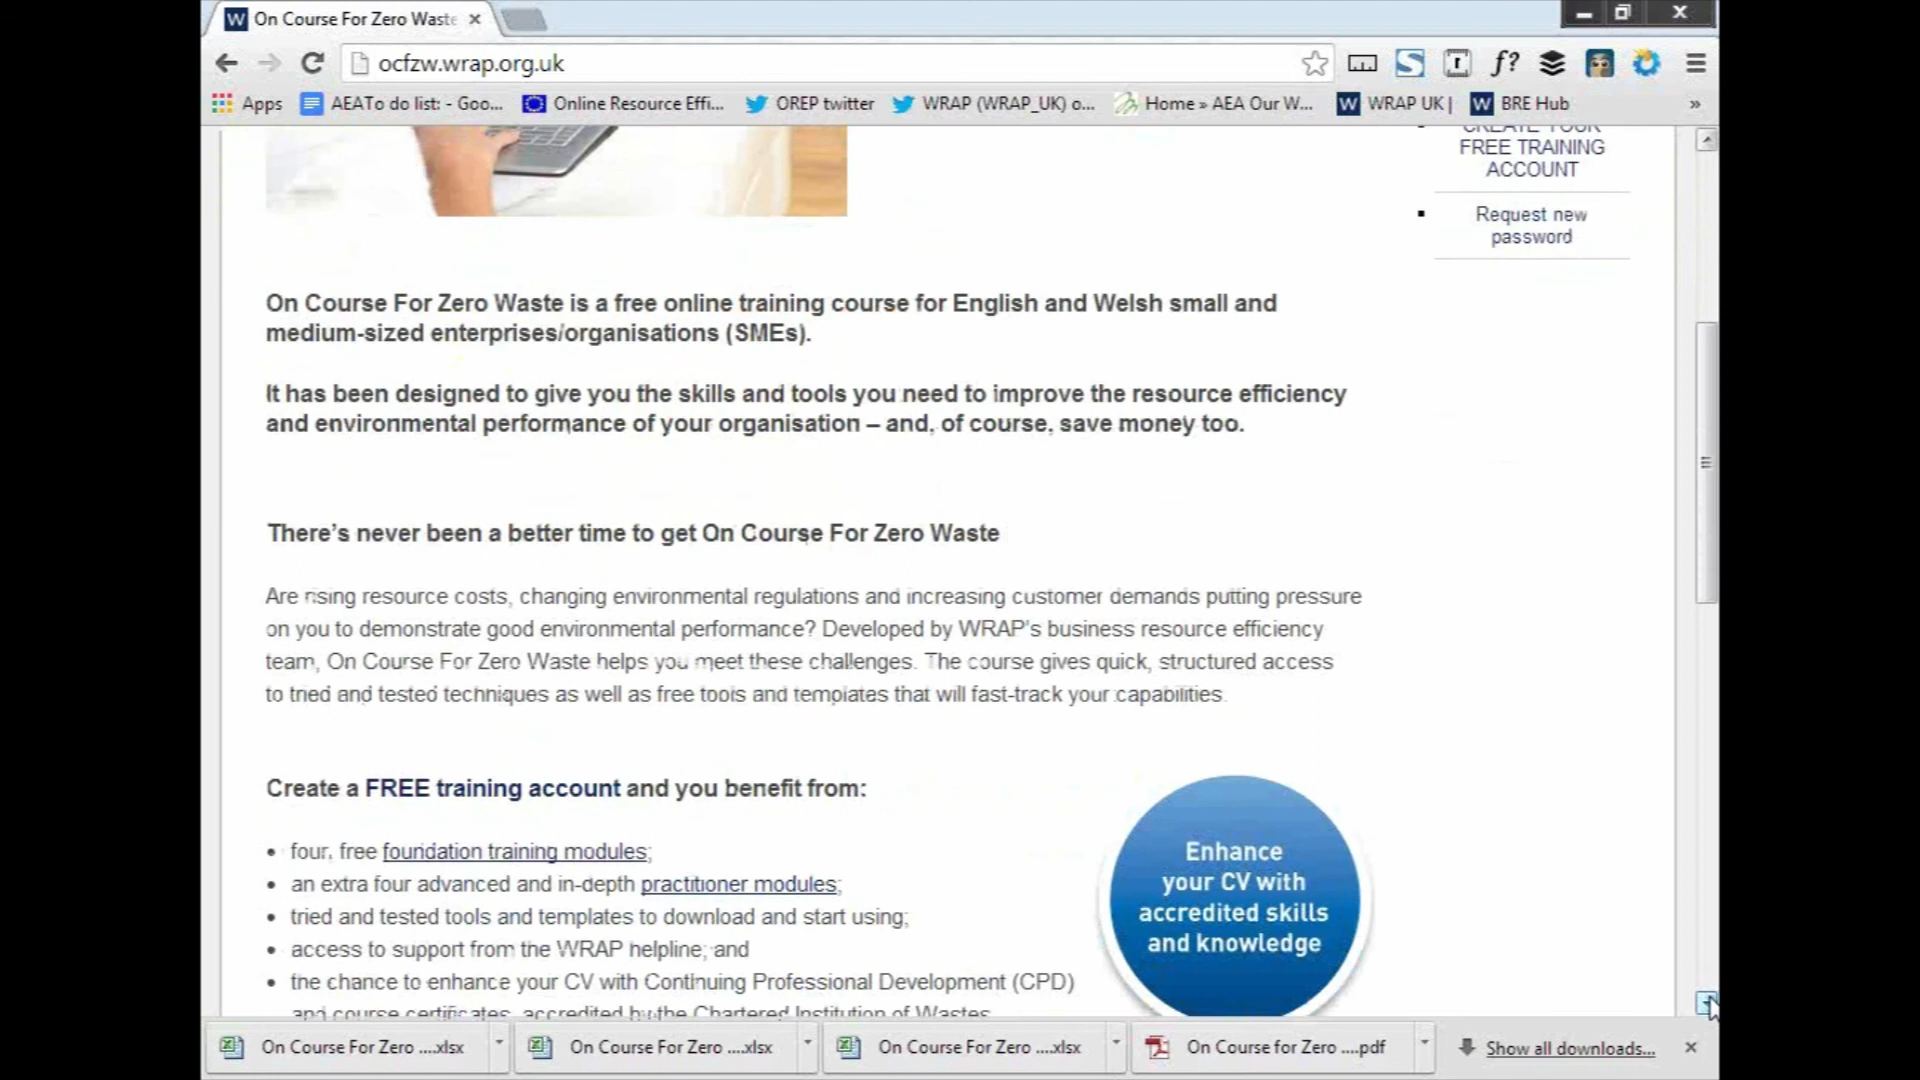 On Course For Zero Waste
ocfzw.wrap.org.uk
f?
Apps
AEATo do list: - Goo...
Online Resource Effi...
OREP twitter
WRAP (WRAP_UK) o...
Home » AEA Our W...
WRAP UK |
BRE Hub
»
CREATE YOUR
FREE TRAINING
ACCOUNT
Request new
password
On Course For Zero Waste is a free online training course for English and Welsh small and
medium-sized enterprises/organisations (SMEs).
It has been designed to give you the skills and tools you need to improve the resource efficiency
and environmental performance of your organisation – and, of course, save money too.
There’s never been a better time to get On Course For Zero Waste
Are rising resource costs, changing environmental regulations and increasing customer demands putting pressure
on you to demonstrate good environmental performance? Developed by WRAP’s business resource efficiency
team, On Course For Zero Waste helps you meet these challenges. The course gives quick, structured access
to tried and tested techniques as well as free tools and templates that will fast-track your capabilities.
Create a FREE training account and you benefit from:
• four, free foundation training modules;
• an extra four advanced and in-depth practitioner modules;
• tried and tested tools and templates to download and start using;
• access to support from the WRAP helpline; and
• the chance to enhance your CV with Continuing Professional Development (CPD)
and course certificates, accredited by the Chartered Institution of Wastes
Enhance
your CV with
accredited skills
and knowledge
On Course For Zero ....xlsx
On Course For Zero ....xlsx
On Course For Zero ....xlsx
On Course for Zero ....pdf
Show all downloads...